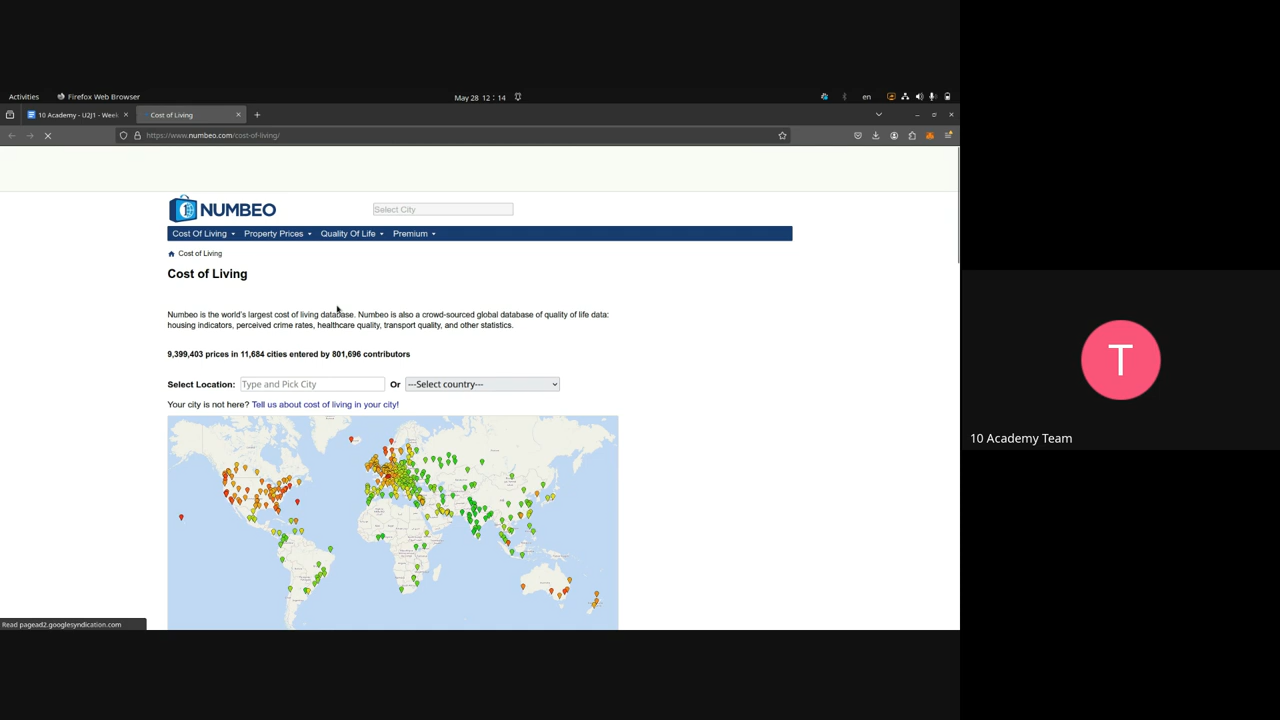 Activities
Firefox Web Browser
May 28 12 : 14
en
10 Academy - U2J1 - Week
Cost of Living
https://www.numbeo.com/cost-of-living/
NUMBEO
Select City
Cost Of Living
Property Prices
Quality Of Life
Premium
Cost of Living
Cost of Living
Numbeo is the world's largest cost of living database. Numbeo is also a crowd-sourced global database of quality of life data:
housing indicators, perceived crime rates, healthcare quality, transport quality, and other statistics.
9,399,403 prices in 11,684 cities entered by 801,696 contributors
Select Location: Type and Pick City Or ---Select country---
Your city is not here? Tell us about cost of living in your city!
Read pagead2.googlesyndication.com
T
10 Academy Team